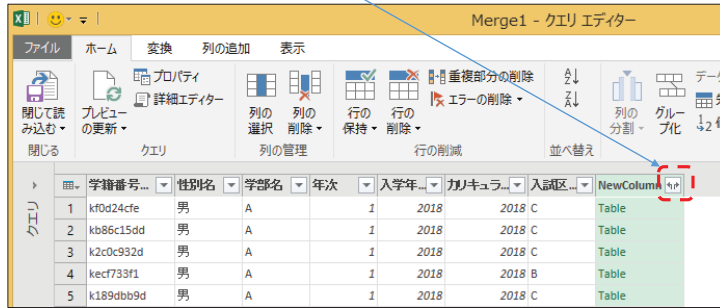 Merge1 - クエリ エディター
ファイル ホーム 変換 列の追加 表示
閉じて読み込む
プレビューの更新
プロパティ
詳細エディター
列の選択
列の削除
行の保持
行の削除
重複部分の削除
エラーの削除
列の分割
グループ化
閉じる クエリ 列の管理 行の削減 並べ替え
クエリ
学籍番号... 性別名 学部名 年次 入学年... カリキュラ... 入試区... NewColumn
1 kf0d24cfe 男 A 1 2018 2018 C Table
2 kb86c15dd 男 A 1 2018 2018 C Table
3 k2c0c932d 男 A 1 2018 2018 C Table
4 kecf733f1 男 A 1 2018 2018 B Table
5 k189dbb9d 男 A 1 2018 2018 C Table